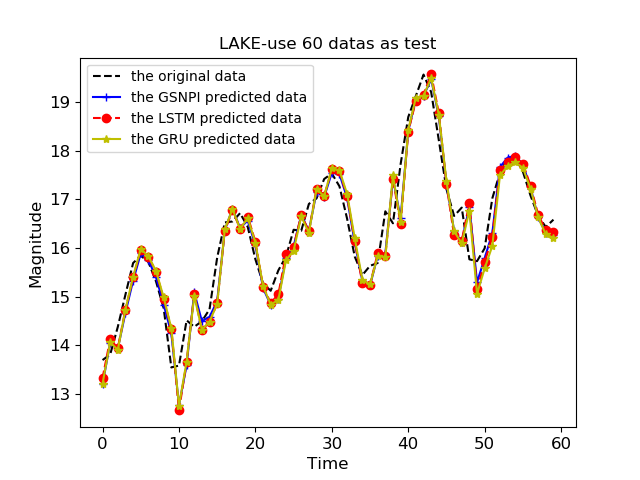 LAKE-use 60 datas as test
the original data
the GSNPI predicted data
the LSTM predicted data
the GRU predicted data
Magnitude
19
18
17
16
15
14
13
0 10 20 30 40 50 60
Time